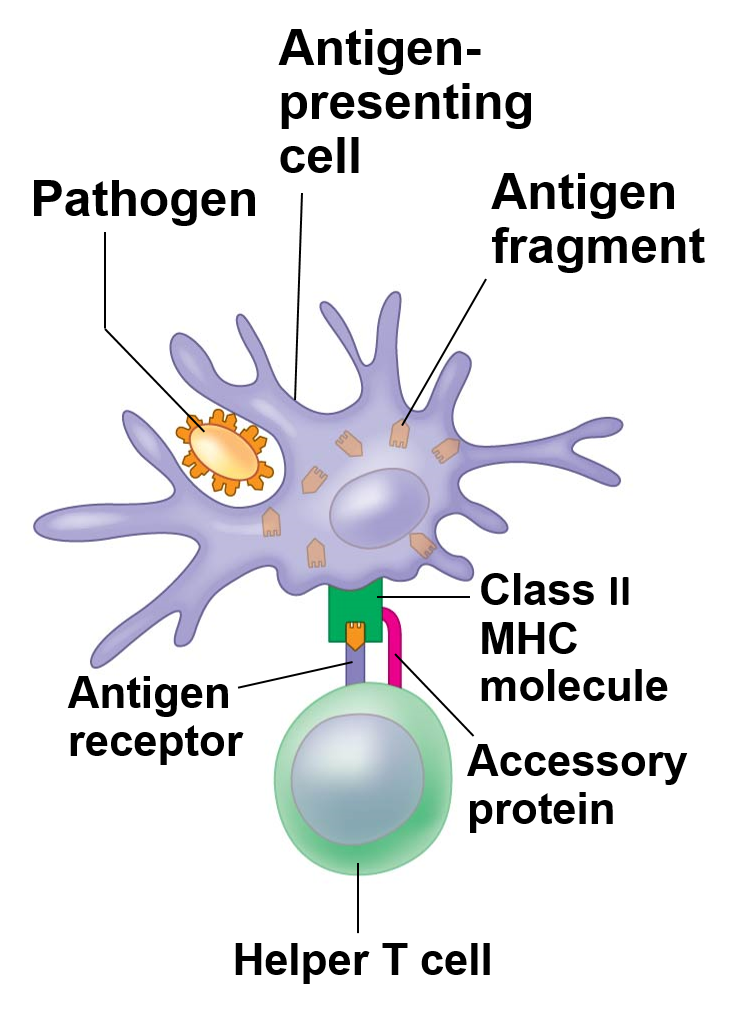 Antigen-
presenting
cell
Pathogen
Antigen
fragment
Class II
MHC
molecule
Antigen
receptor
Accessory
protein
Helper T cell